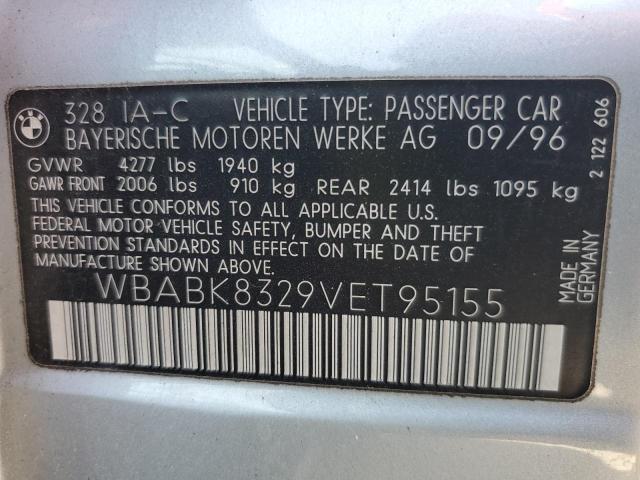 BMW
328 IA-C VEHICLE TYPE: PASSENGER CAR
BAYERISCHE MOTOREN WERKE AG 09/96
GVWR 4277 lbs 1940 kg
GAWR FRONT 2006 lbs 910 kg REAR 2414 lbs 1095 kg
THIS VEHICLE CONFORMS TO ALL APPLICABLE U.S.
FEDERAL MOTOR VEHICLE SAFETY, BUMPER AND THEFT
PREVENTION STANDARDS IN EFFECT ON THE DATE OF
MANUFACTURE SHOWN ABOVE.
WBABK8329VET95155
MADE IN
GERMANY
2 122 606